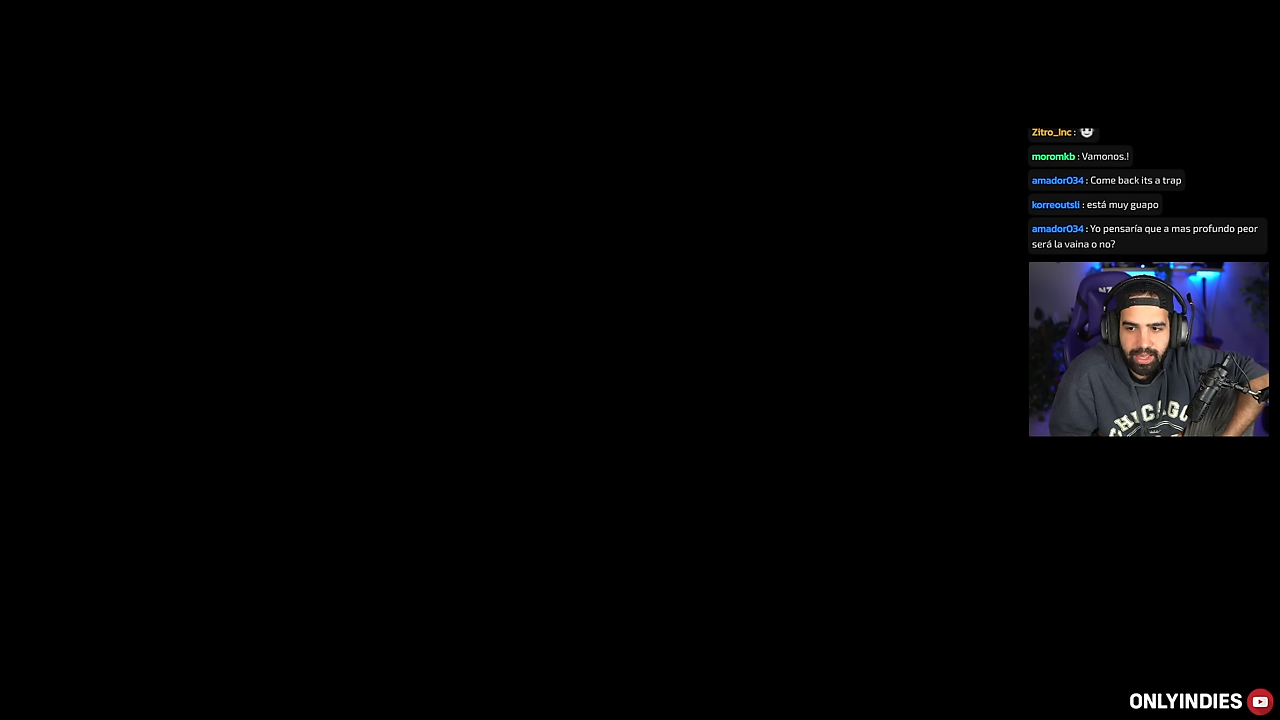 Zitro_Inc :
moromkb : Vamonos.!
amador034 : Come back its a trap
korreoutsli : está muy guapo
amador034 : Yo pensaría que a mas profundo peor
será la vaina o no?
NZ
CHICAGO
ONLYINDIES